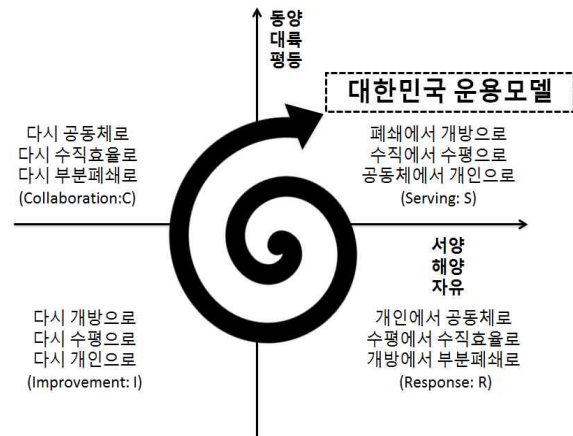 동양
대륙
평등
대한민국 운용모델
다시 공동체로
다시 수직효율로
다시 부분폐쇄로
(Collaboration:C)
폐쇄에서 개방으로
수직에서 수평으로
공동체에서 개인으로
(Serving: S)
서양
해양
자유
다시 개방으로
다시 수평으로
다시 개인으로
(Improvement: I)
개인에서 공동체로
수평에서 수직효율로
개방에서 부분폐쇄로
(Response: R)